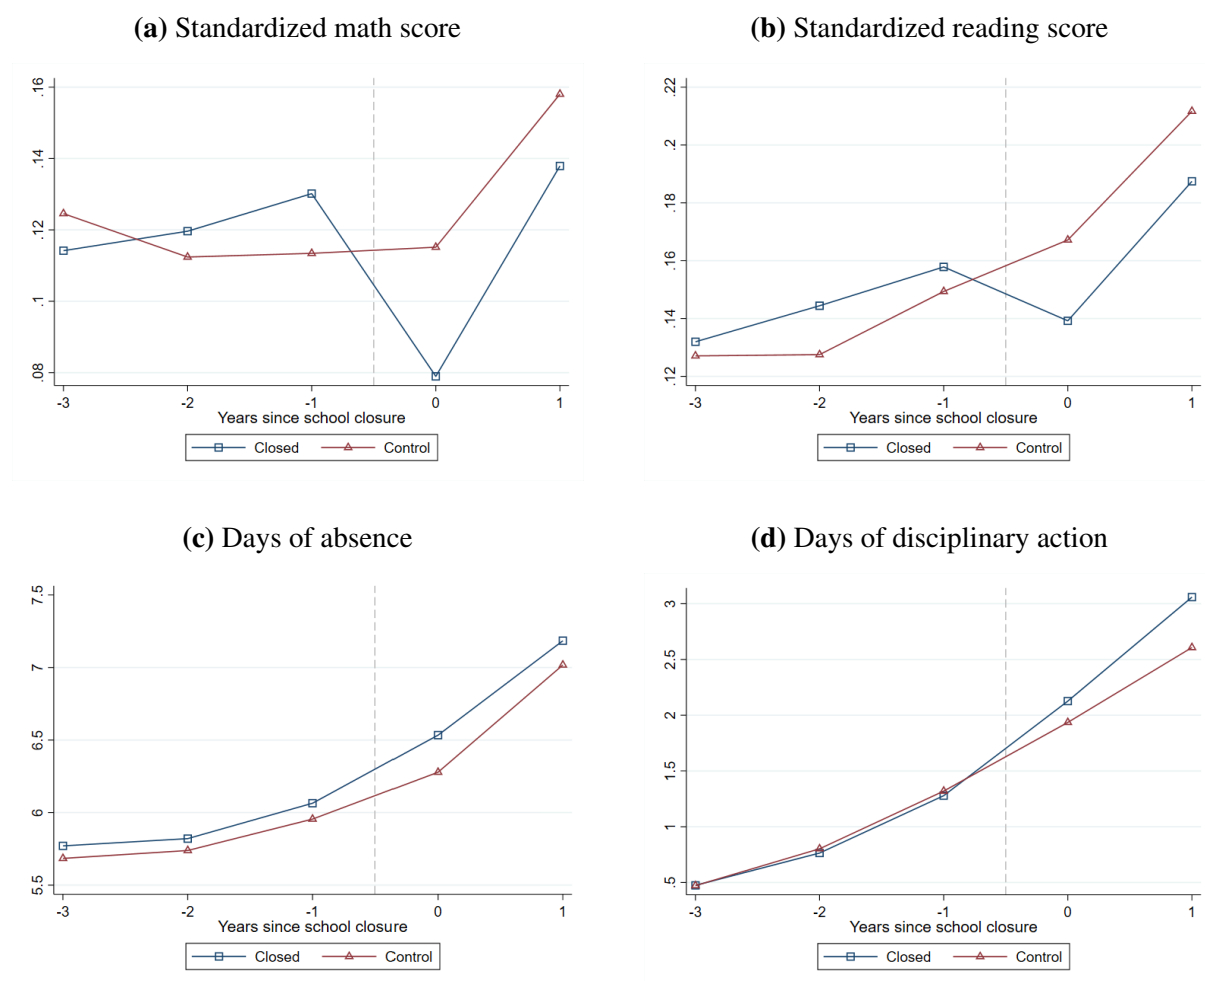 (a) Standardized math score
.16
.14
.12
.1
.08
-3
-2
-1
0
1
Years since school closure
Closed
Control
(b) Standardized reading score
.22
.2
.18
.16
.14
.12
-3
-2
-1
0
1
Years since school closure
Closed
Control
(c) Days of absence
7.5
7
6.5
6
5.5
-3
-2
-1
0
1
Years since school closure
Closed
Control
(d) Days of disciplinary action
3
2.5
2
1.5
1
.5
-3
-2
-1
0
1
Years since school closure
Closed
Control